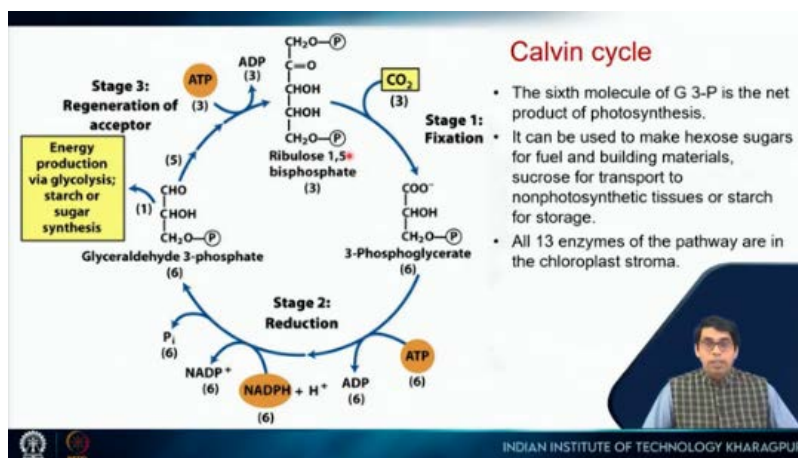 Calvin cycle
• The sixth molecule of G 3-P is the net
product of photosynthesis.
• It can be used to make hexose sugars
for fuel and building materials,
sucrose for transport to
nonphotosynthetic tissues or starch
for storage.
• All 13 enzymes of the pathway are in
the chloroplast stroma.
Stage 3:
Regeneration of
acceptor
ATP
(3)
ADP
(3)
CH₂O—P
C=O
CHOH
CHOH
CH₂O—P
Ribulose 1,5
bisphosphate
(3)
CO₂
(3)
Stage 1:
Fixation
COO⁻
CHOH
CH₂O—P
3-Phosphoglycerate
(6)
ATP
(6)
ADP
(6)
Stage 2:
Reduction
NADPH + H⁺
(6)
NADP⁺
(6)
Pi
(6)
CHO
CHOH
CH₂O—P
Glyceraldehyde 3-phosphate
(6)
(5)
(1)
Energy
production
via glycolysis;
starch or
sugar
synthesis
INDIAN INSTITUTE OF TECHNOLOGY KHARAGPUR